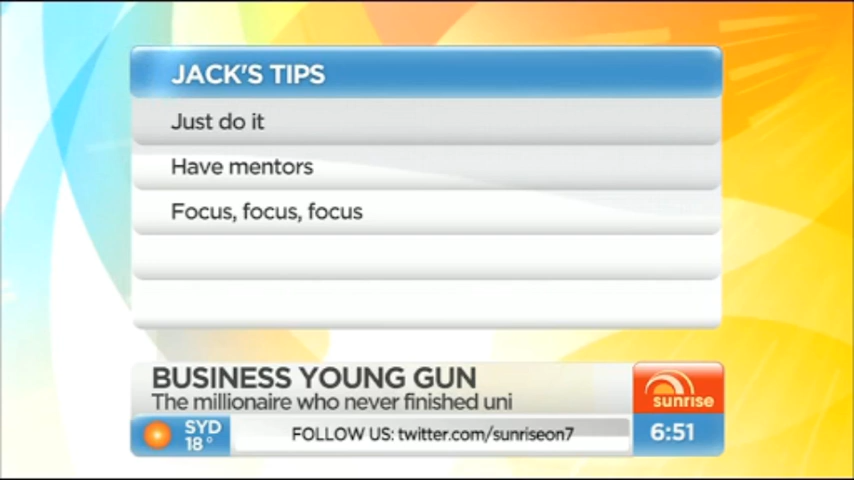 JACK'S TIPS
Just do it
Have mentors
Focus, focus, focus
BUSINESS YOUNG GUN
The millionaire who never finished uni
sunrise
SYD
18°
FOLLOW US: twitter.com/sunriseon7
6:51